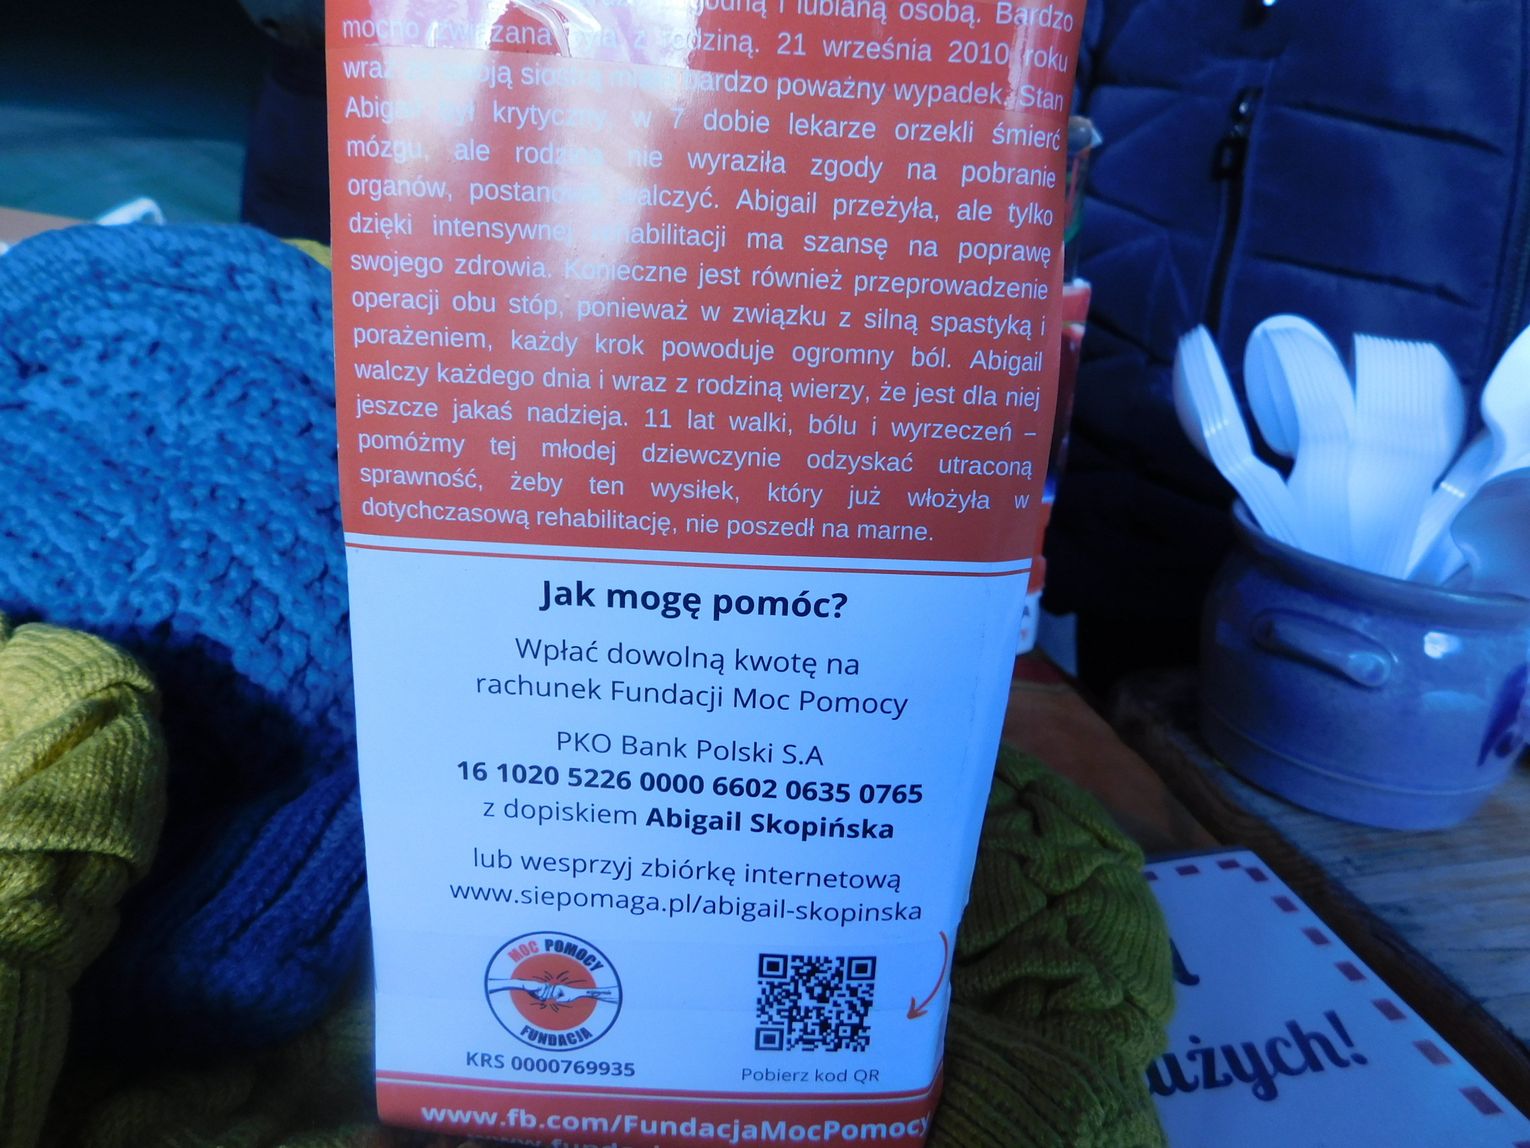 i lubianą osobą. Bardzo
mocno związana była z rodziną. 21 września 2010 roku
wraz ze swoją siostrą miała bardzo poważny wypadek. Stan
Abigail był krytyczny, w 7 dobie lekarze orzekli śmierć
mózgu, ale rodzina nie wyraziła zgody na pobranie
organów, postanowiła walczyć. Abigail przeżyła, ale tylko
dzięki intensywnej rehabilitacji ma szansę na poprawę
swojego zdrowia. Konieczne jest również przeprowadzenie
operacji obu stóp, ponieważ w związku z silną spastyką i
porażeniem, każdy krok powoduje ogromny ból. Abigail
walczy każdego dnia i wraz z rodziną wierzy, że jest dla niej
jeszcze jakaś nadzieja. 11 lat walki, bólu i wyrzeczeń –
pomóżmy tej młodej dziewczynie odzyskać utraconą
sprawność, żeby ten wysiłek, który już włożyła w
dotychczasową rehabilitację, nie poszedł na marne.
Jak mogę pomóc?
Wpłać dowolną kwotę na
rachunek Fundacji Moc Pomocy
PKO Bank Polski S.A
16 1020 5226 0000 6602 0635 0765
z dopiskiem Abigail Skopińska
lub wesprzyj zbiórkę internetową
www.siepomaga.pl/abigail-skopinska
MOC POMOCY
FUNDACJA
KRS 0000769935
Pobierz kod QR
www.fb.com/FundacjaMocPomocy